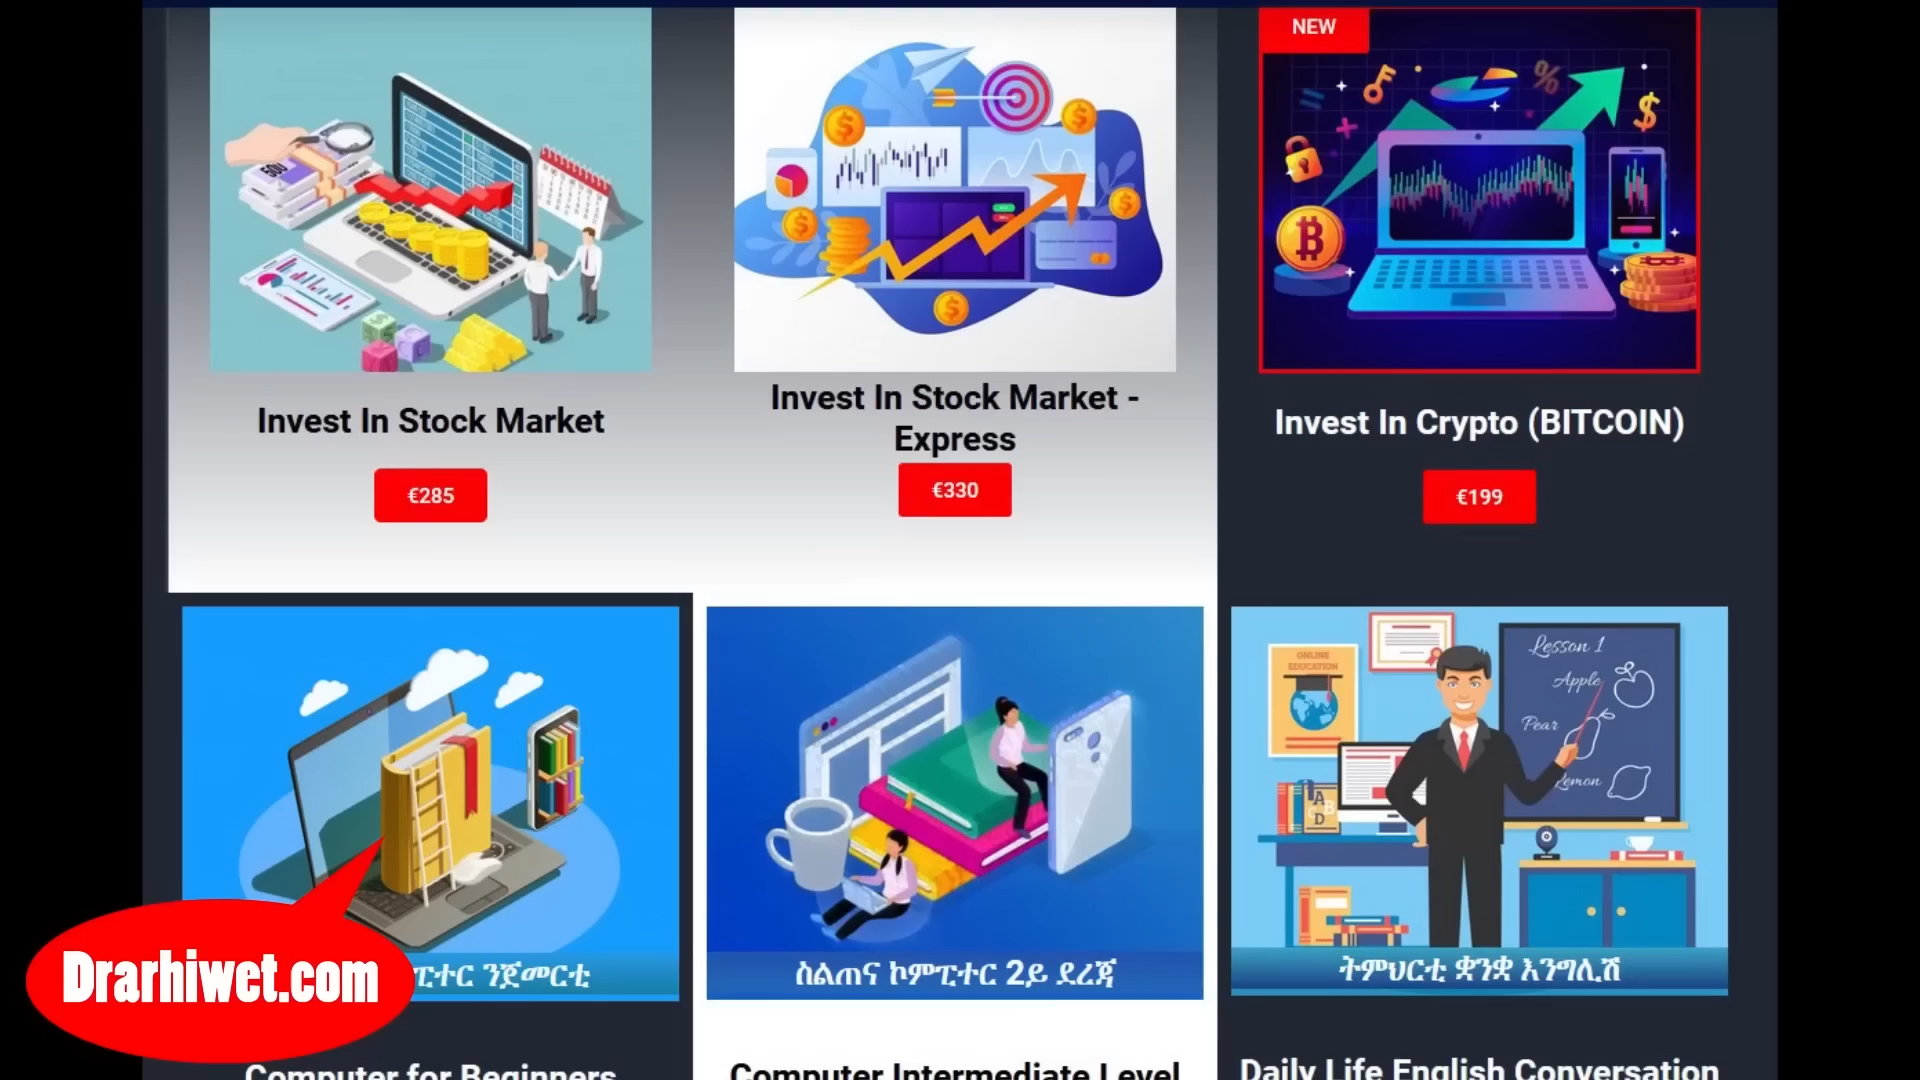 NEW
Invest In Stock Market
€285
Invest In Stock Market -
Express
€330
Invest In Crypto (BITCOIN)
€199
ONLINE
EDUCATION
Lesson 1
Apple
Pear
Lemon
ፒተር ንጀመርቲ
ስልጠና ኮምፒተር 2ይ ደረጃ
ትምህርቲ ቋንቋ እንግሊሽ
Drarhiwet.com
Computer for Beginners
Computer Intermediate Level
Daily Life English Conversation